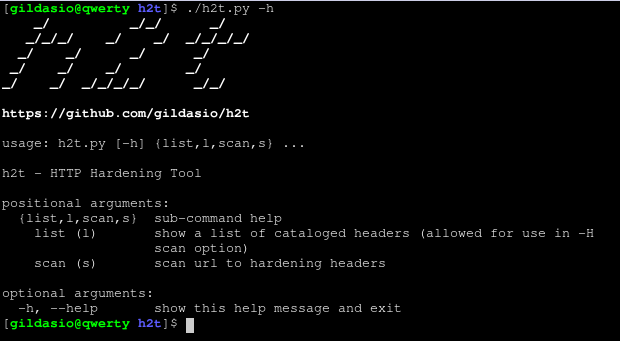 [gildasio@qwerty h2t]$ ./h2t.py -h
       _/          _/_/      _/
      _/_/_/    _/    _/  _/_/_/_/
     _/    _/      _/      _/
    _/    _/    _/        _/
   _/    _/  _/_/_/_/      _/_/
https://github.com/gildasio/h2t
usage: h2t.py [-h] {list,l,scan,s} ...
h2t - HTTP Hardening Tool
positional arguments:
  {list,l,scan,s}  sub-command help
    list (l)       show a list of cataloged headers (allowed for use in -H
                   scan option)
    scan (s)       scan url to hardening headers
optional arguments:
  -h, --help       show this help message and exit
[gildasio@qwerty h2t]$